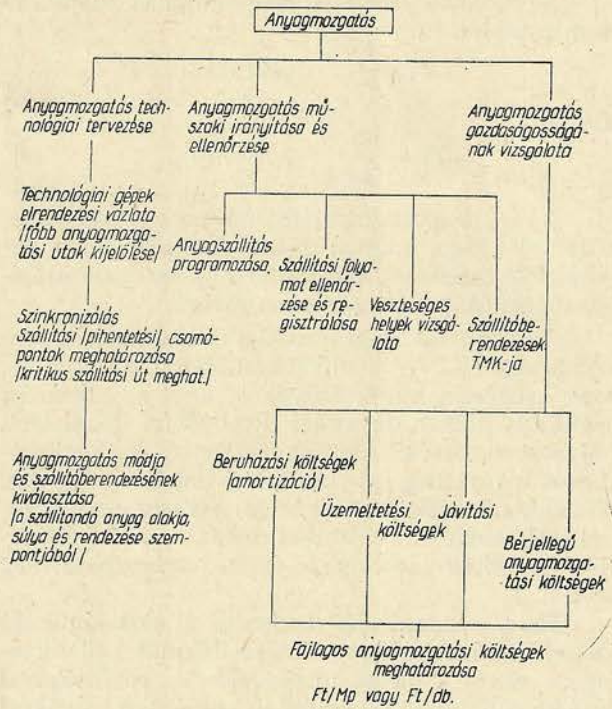 Anyagmozgatás
Anyagmozgatás tech-
nológiai tervezése
Anyagmozgatás mű-
szaki irányítása és
ellenőrzése
Anyagmozgatás
gazdaságosságá-
nak vizsgálata
Technológiai gépek
elrendezési vázlata
/főbb anyagmozga-
tási utak kijelölése/
Anyagszállítás
programozása
Szállítási folya-
mat ellenőr-
zése és re-
gisztrálása
Veszteséges
helyek vizsgá-
lata
Szállítóbe-
rendezések
TMK-ja
Szinkronizálás
Szállítási /pihentetési/ csomó-
pontok meghatározása
/kritikus szállítási út meghat./
Anyagmozgatás módja
és szállítóberendezésének
kiválasztása
/a szállítandó anyag alakja,
súlya és rendezése szem-
pontjából/
Beruházási költségek
/amortizáció/
Üzemeltetési
költségek
Jávítási
költségek
Bérjellegű
anyagmozga-
tási költségek
Fajlagos anyagmozgatási költségek
meghatározása
Ft/Mp vagy Ft/db.